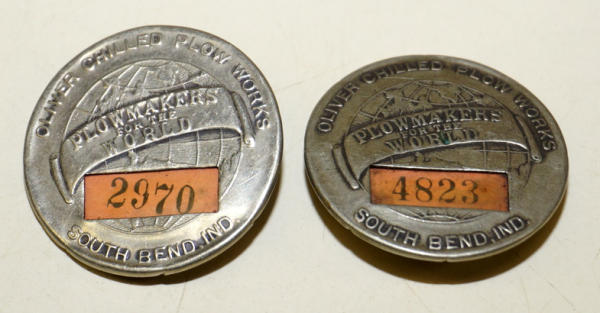 OLIVER CHILLED PLOW WORKS
PLOWMAKERS
FOR THE
WORLD
2970
SOUTH BEND, IND.
OLIVER CHILLED PLOW WORKS
PLOWMAKERS
FOR THE
WORLD
4823
SOUTH BEND, IND.